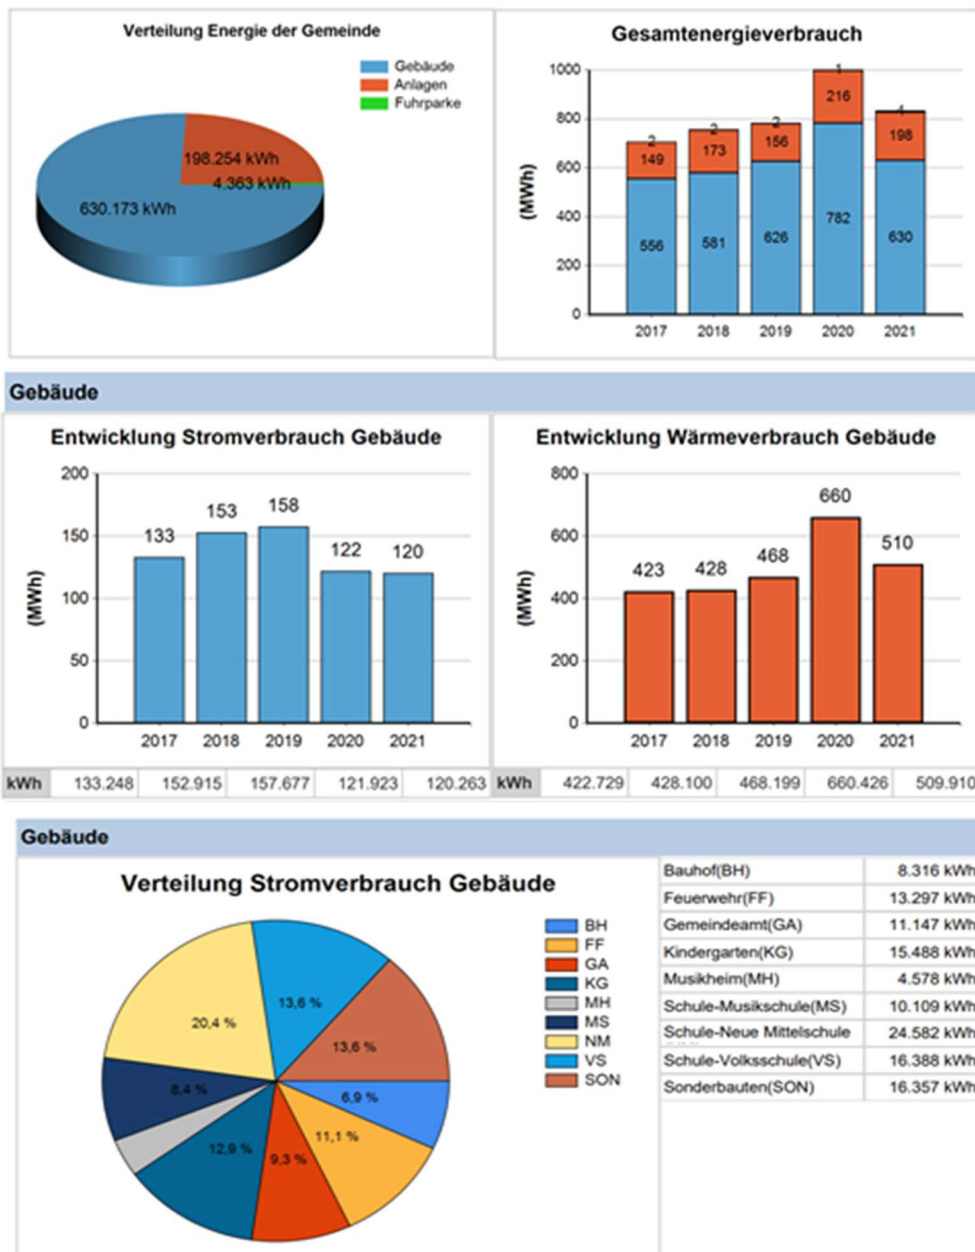 Verteilung Energie der Gemeinde
Gebäude
Anlagen
Fuhrparke
198.254 kWh
4.363 kWh
630.173 kWh
Gesamtenergieverbrauch
(MWh)
1000
800
600
400
200
0
2 2 2 1 4
149 173 156 216 198
556 581 626 782 630
2017 2018 2019 2020 2021
Gebäude
Entwicklung Stromverbrauch Gebäude
(MWh)
200
150
100
50
0
133 153 158 122 120
2017 2018 2019 2020 2021
kWh 133.248 152.915 157.677 121.923 120.263
Entwicklung Wärmeverbrauch Gebäude
(MWh)
800
600
400
200
0
423 428 468 660 510
2017 2018 2019 2020 2021
kWh 422.729 428.100 468.199 660.426 509.910
Gebäude
Verteilung Stromverbrauch Gebäude
13,6 %
20,4 %
13,6 %
8,4 %
6,9 %
11,1 %
12,9 %
9,3 %
BH
FF
GA
KG
MH
MS
NM
VS
SON
Bauhof(BH) 8.316 kWh
Feuerwehr(FF) 13.297 kWh
Gemeindeamt(GA) 11.147 kWh
Kindergarten(KG) 15.488 kWh
Musikheim(MH) 4.578 kWh
Schule-Musikschule(MS) 10.109 kWh
Schule-Neue Mittelschule 24.582 kWh
Schule-Volksschule(VS) 16.388 kWh
Sonderbauten(SON) 16.357 kWh